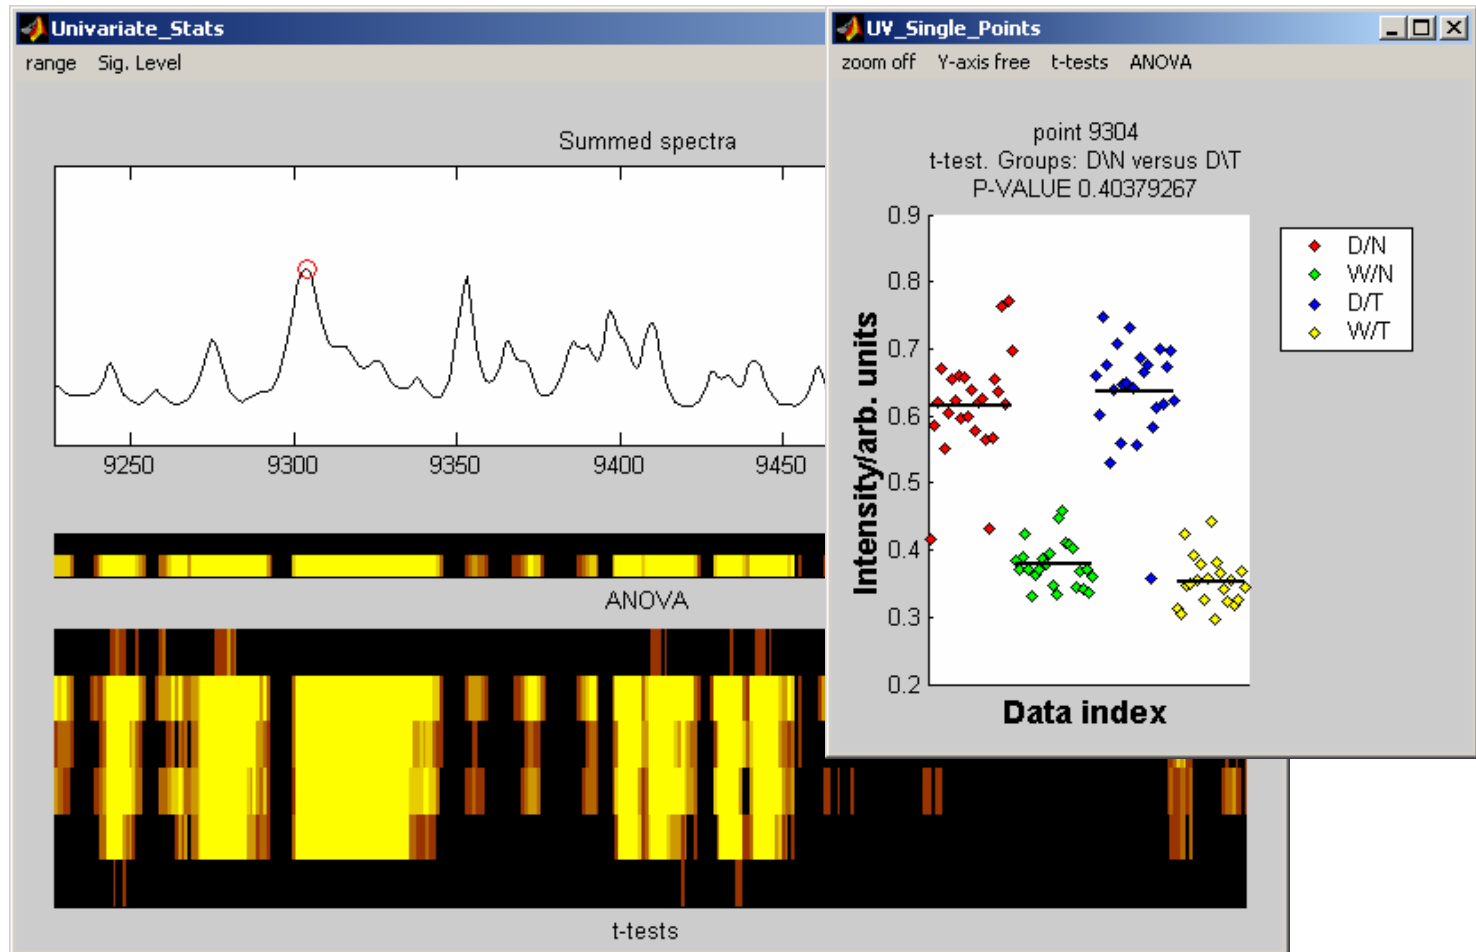 Univariate_Stats
range Sig. Level
Summed spectra
9250 9300 9350 9400 9450
ANOVA
t-tests
UV_Single_Points
zoom off Y-axis free t-tests ANOVA
point 9304
t-test. Groups: D\N versus D\T
P-VALUE 0.40379267
0.9
0.8
0.7
0.6
0.5
0.4
0.3
0.2
Intensity/arb. units
Data index
D/N
W/N
D/T
W/T